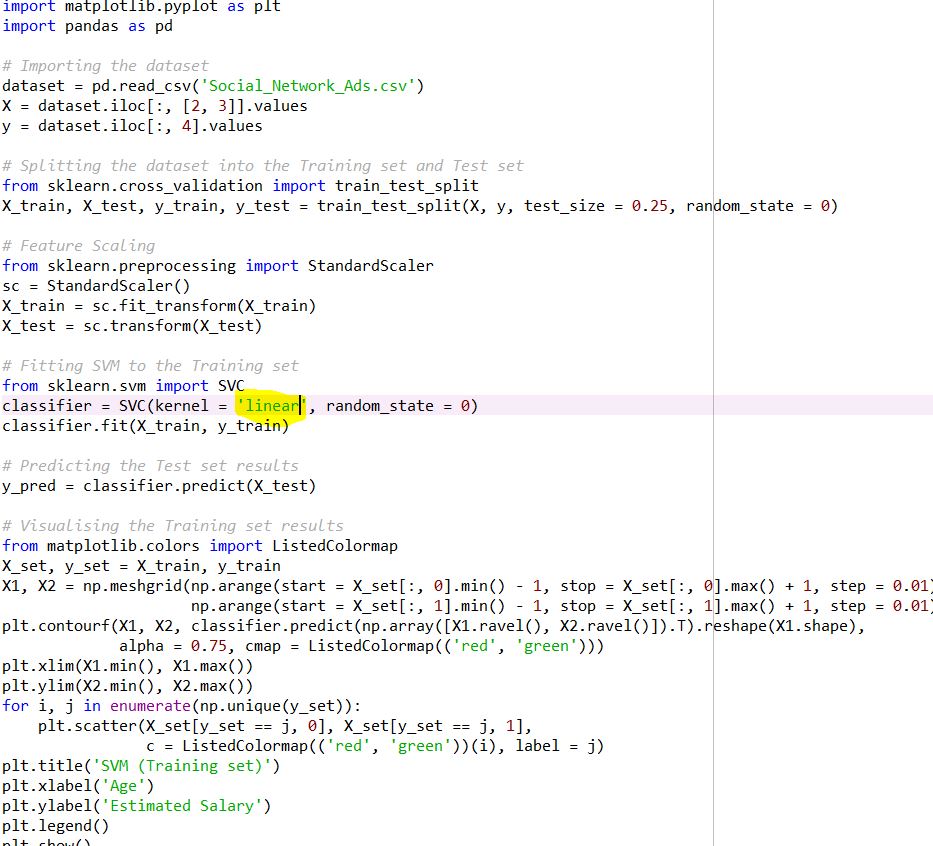 import matplotlib.pyplot as plt
import pandas as pd
# Importing the dataset
dataset = pd.read_csv('Social_Network_Ads.csv')
X = dataset.iloc[:, [2, 3]].values
y = dataset.iloc[:, 4].values
# Splitting the dataset into the Training set and Test set
from sklearn.cross_validation import train_test_split
X_train, X_test, y_train, y_test = train_test_split(X, y, test_size = 0.25, random_state = 0)
# Feature Scaling
from sklearn.preprocessing import StandardScaler
sc = StandardScaler()
X_train = sc.fit_transform(X_train)
X_test = sc.transform(X_test)
# Fitting SVM to the Training set
from sklearn.svm import SVC
classifier = SVC(kernel = 'linear', random_state = 0)
classifier.fit(X_train, y_train)
# Predicting the Test set results
y_pred = classifier.predict(X_test)
# Visualising the Training set results
from matplotlib.colors import ListedColormap
X_set, y_set = X_train, y_train
X1, X2 = np.meshgrid(np.arange(start = X_set[:, 0].min() - 1, stop = X_set[:, 0].max() + 1, step = 0.01)
np.arange(start = X_set[:, 1].min() - 1, stop = X_set[:, 1].max() + 1, step = 0.01)
plt.contourf(X1, X2, classifier.predict(np.array([X1.ravel(), X2.ravel()]).T).reshape(X1.shape),
alpha = 0.75, cmap = ListedColormap(('red', 'green')))
plt.xlim(X1.min(), X1.max())
plt.ylim(X2.min(), X2.max())
for i, j in enumerate(np.unique(y_set)):
plt.scatter(X_set[y_set == j, 0], X_set[y_set == j, 1],
c = ListedColormap(('red', 'green'))(i), label = j)
plt.title('SVM (Training set)')
plt.xlabel('Age')
plt.ylabel('Estimated Salary')
plt.legend()
plt.show()